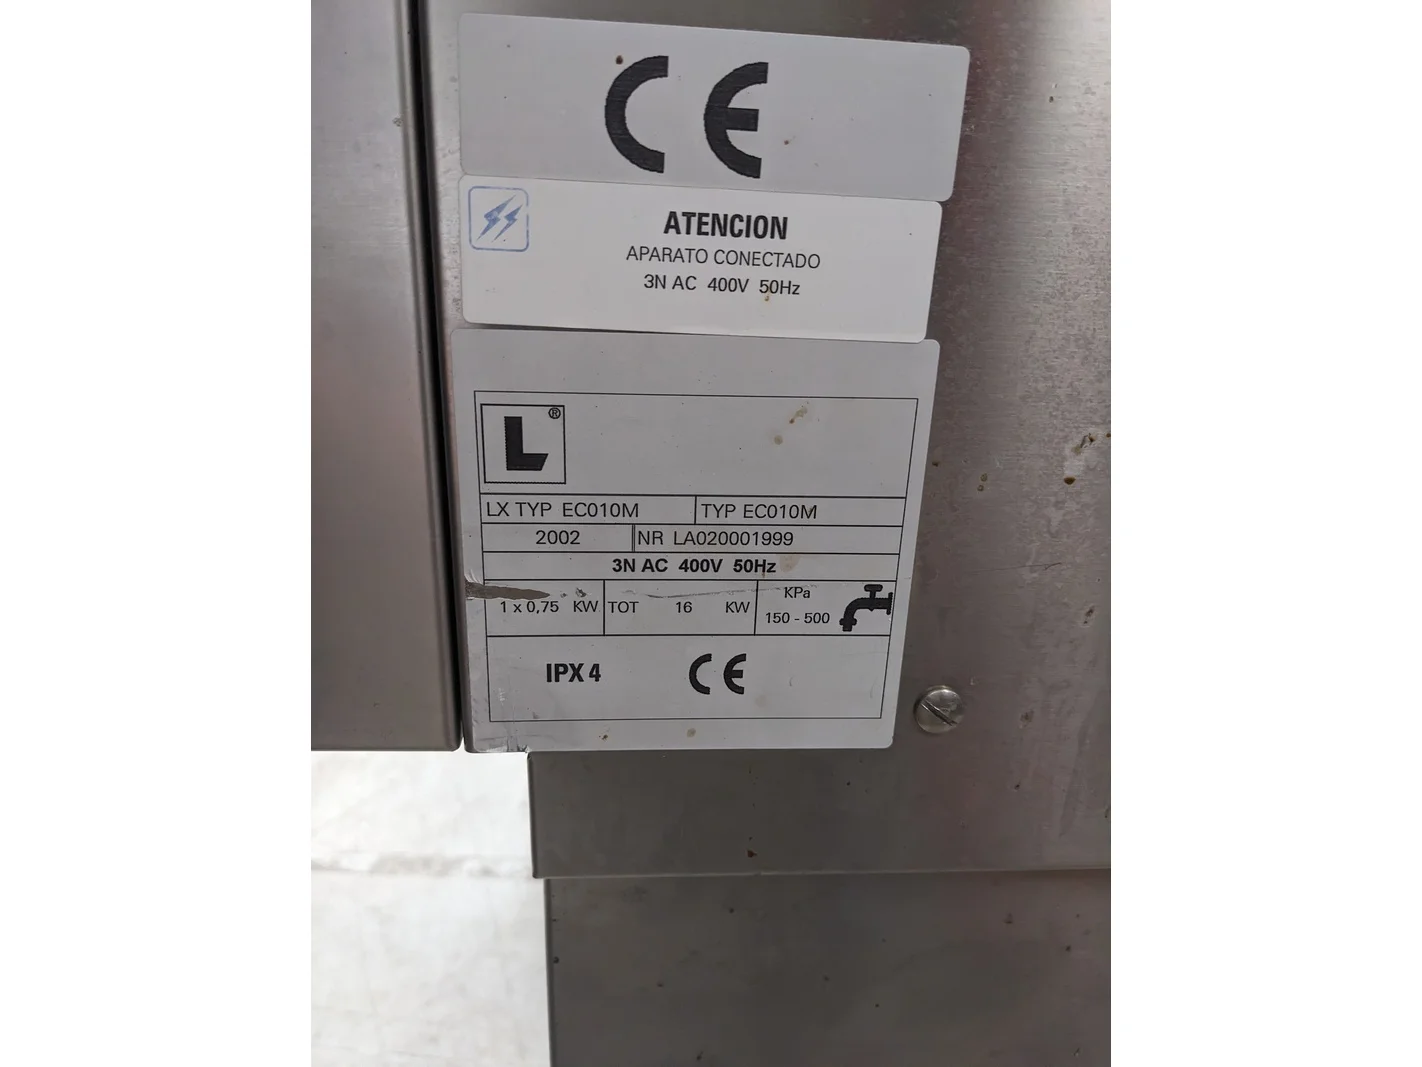 CE
ATENCION
APARATO CONECTADO
3N AC 400V 50Hz
L®
LX TYP EC010M TYP EC010M
2002 NR LA020001999
3N AC 400V 50Hz
1 x 0,75 KW TOT 16 KW KPa
150 - 500
IPX 4 CE